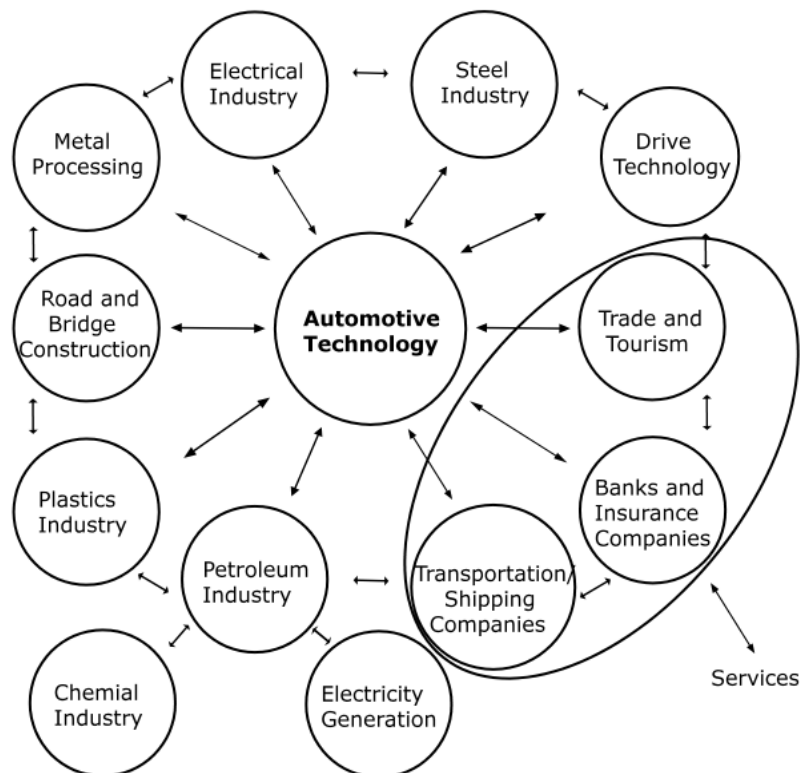 Electrical
Industry
Steel
Industry
Metal
Processing
Drive
Technology
Road and
Bridge
Construction
Automotive
Technology
Trade and
Tourism
Plastics
Industry
Banks and
Insurance
Companies
Petroleum
Industry
Transportation/
Shipping
Companies
Chemial
Industry
Electricity
Generation
Services